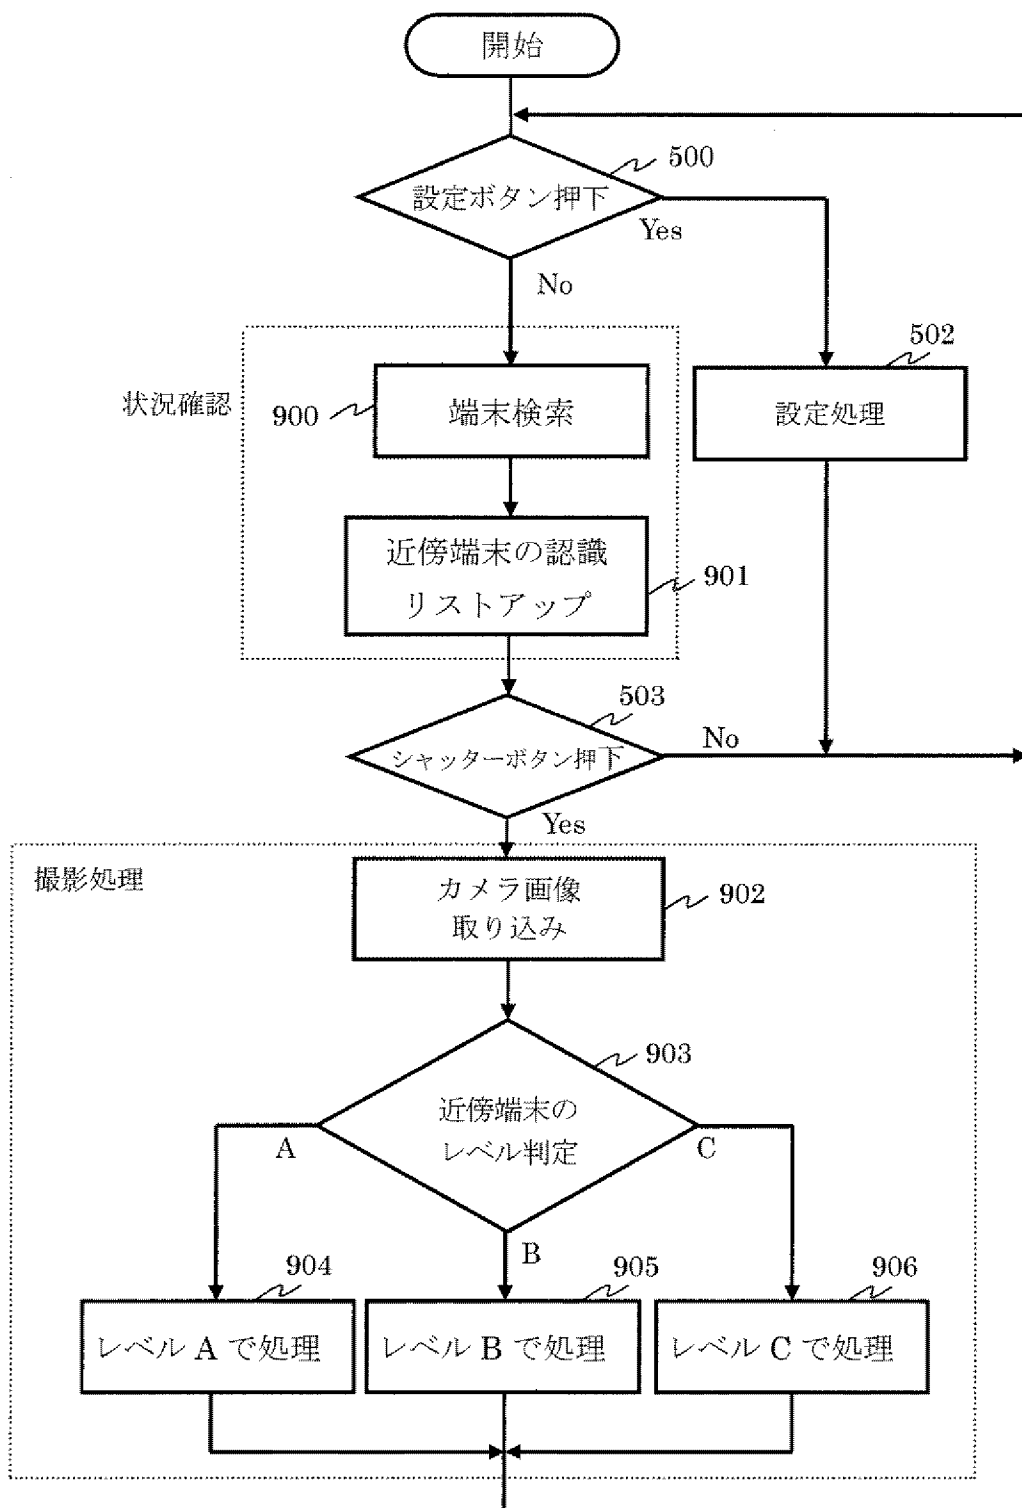 開始
500
設定ボタン押下
Yes
No
502
状況確認
900
端末検索
設定処理
近傍端末の認識
リストアップ
901
503
シャッターボタン押下
No
Yes
撮影処理
カメラ画像
取り込み
902
903
近傍端末の
レベル判定
A
C
B
904
905
906
レベル A で処理
レベル B で処理
レベル C で処理